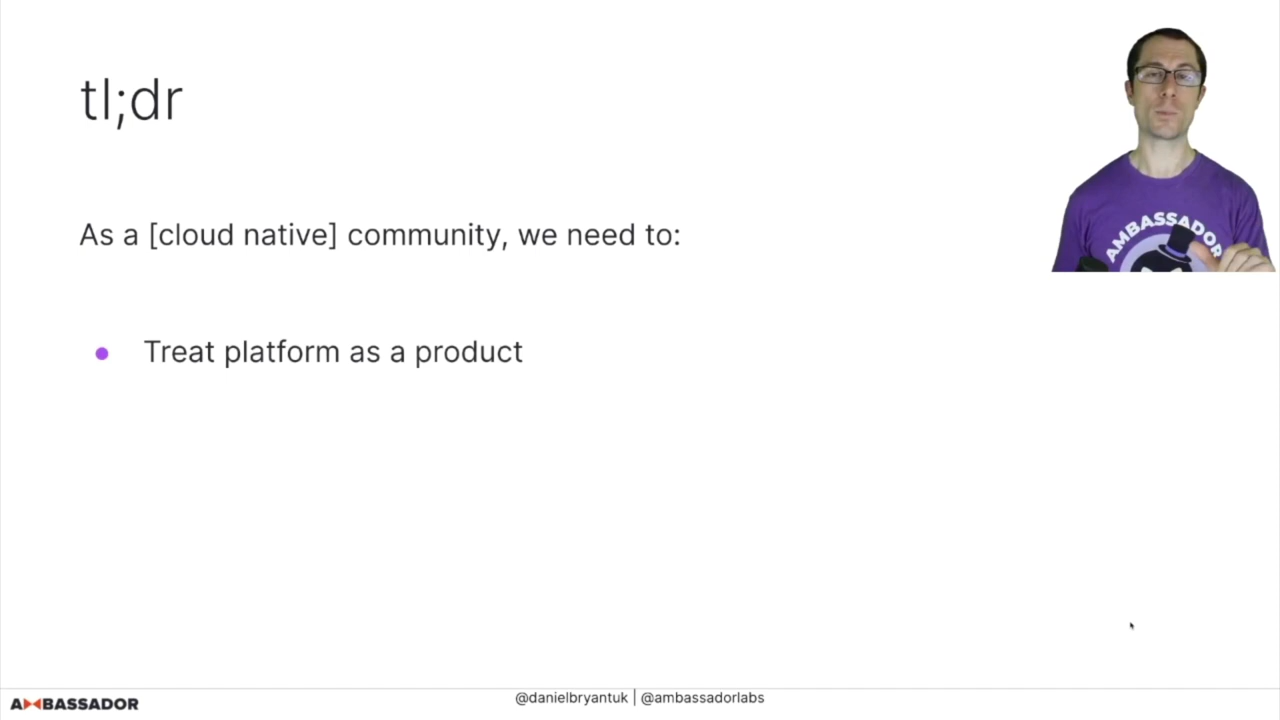 tl;dr
As a [cloud native] community, we need to:
Treat platform as a product
AMBASSADOR
AMBASSADOR
@danielbryantuk | @ambassadorlabs